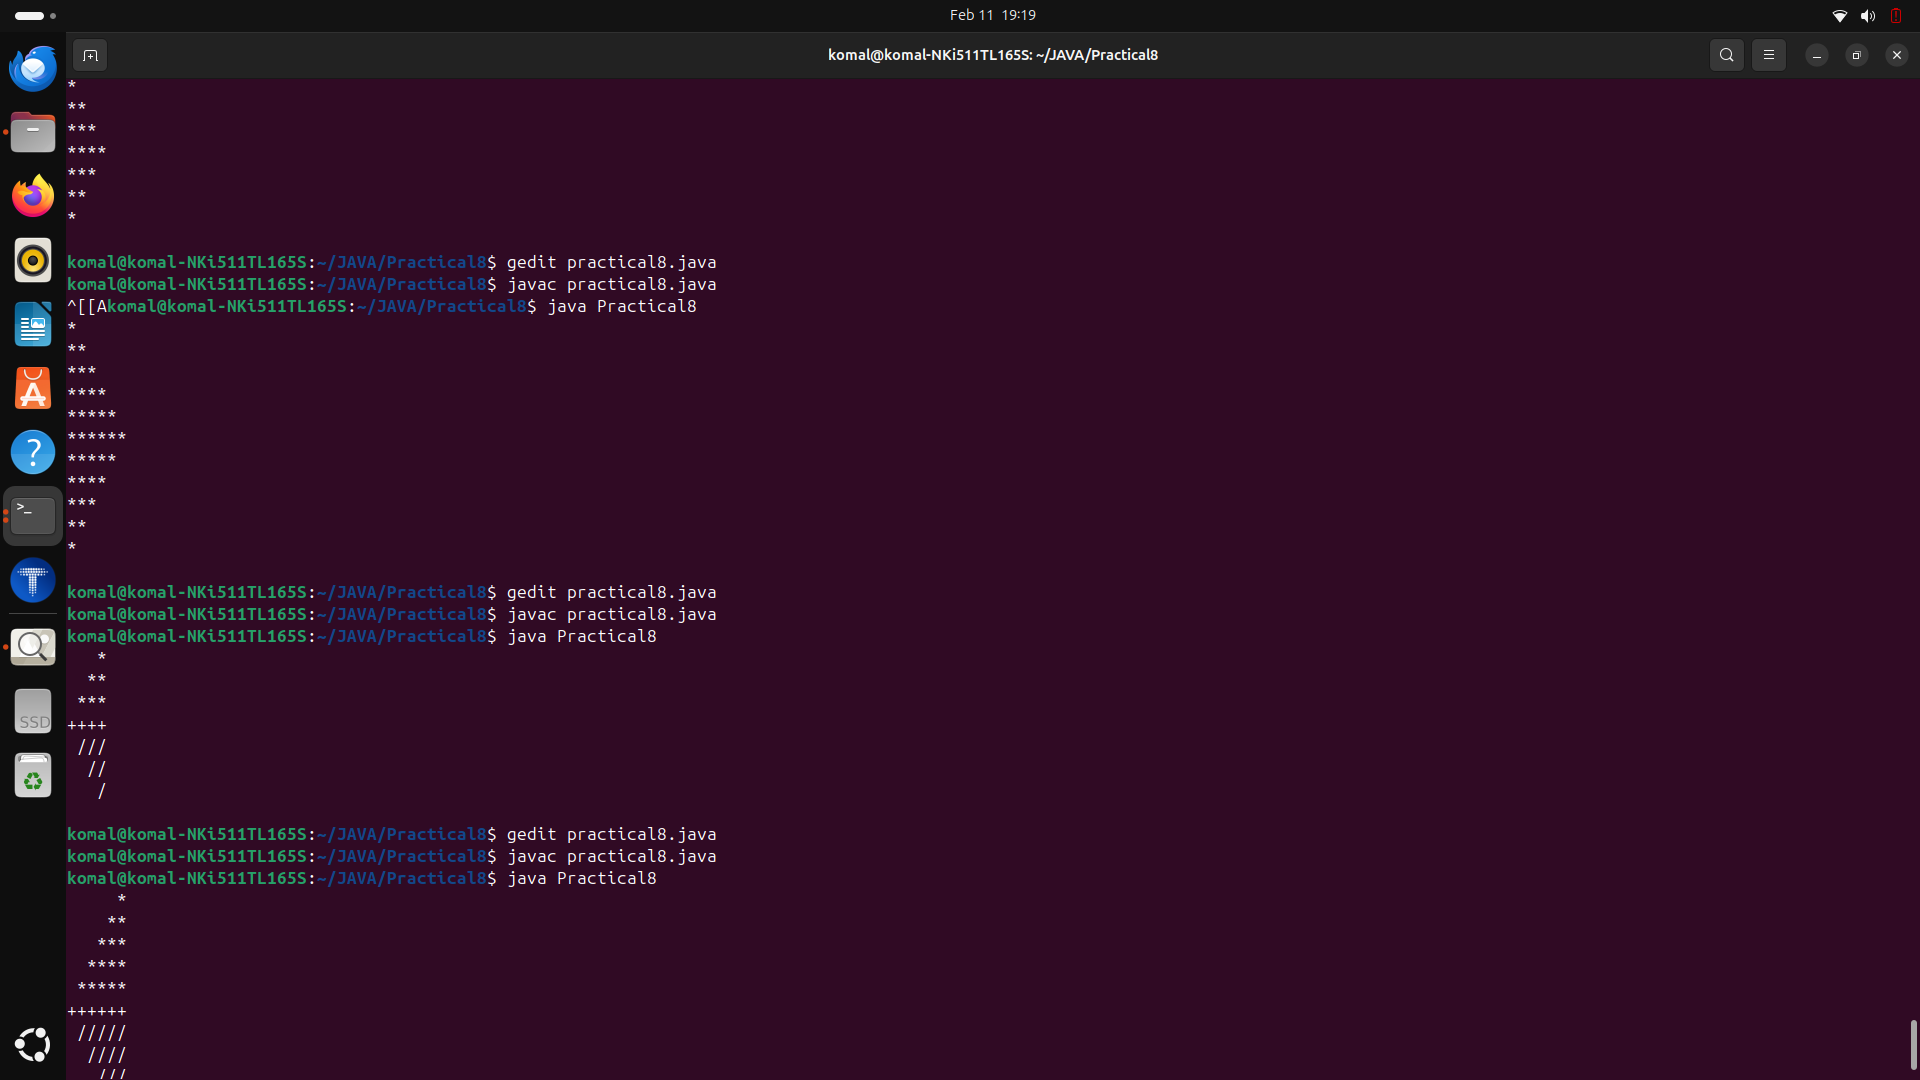 Feb 11 19:19
komal@komal-NKi511TL165S: ~/JAVA/Practical8
*
**
***
****
***
**
*
komal@komal-NKi511TL165S:~/JAVA/Practical8$ gedit practical8.java
komal@komal-NKi511TL165S:~/JAVA/Practical8$ javac practical8.java
^[[Akomal@komal-NKi511TL165S:~/JAVA/Practical8$ java Practical8
*
**
***
****
*****
******
*****
****
***
**
*
komal@komal-NKi511TL165S:~/JAVA/Practical8$ gedit practical8.java
komal@komal-NKi511TL165S:~/JAVA/Practical8$ javac practical8.java
komal@komal-NKi511TL165S:~/JAVA/Practical8$ java Practical8
   *
  **
 ***
++++
 ///
  //
   /
komal@komal-NKi511TL165S:~/JAVA/Practical8$ gedit practical8.java
komal@komal-NKi511TL165S:~/JAVA/Practical8$ javac practical8.java
komal@komal-NKi511TL165S:~/JAVA/Practical8$ java Practical8
     *
    **
   ***
  ****
 *****
++++++
 /////
  ////
   ///
>_
SSD